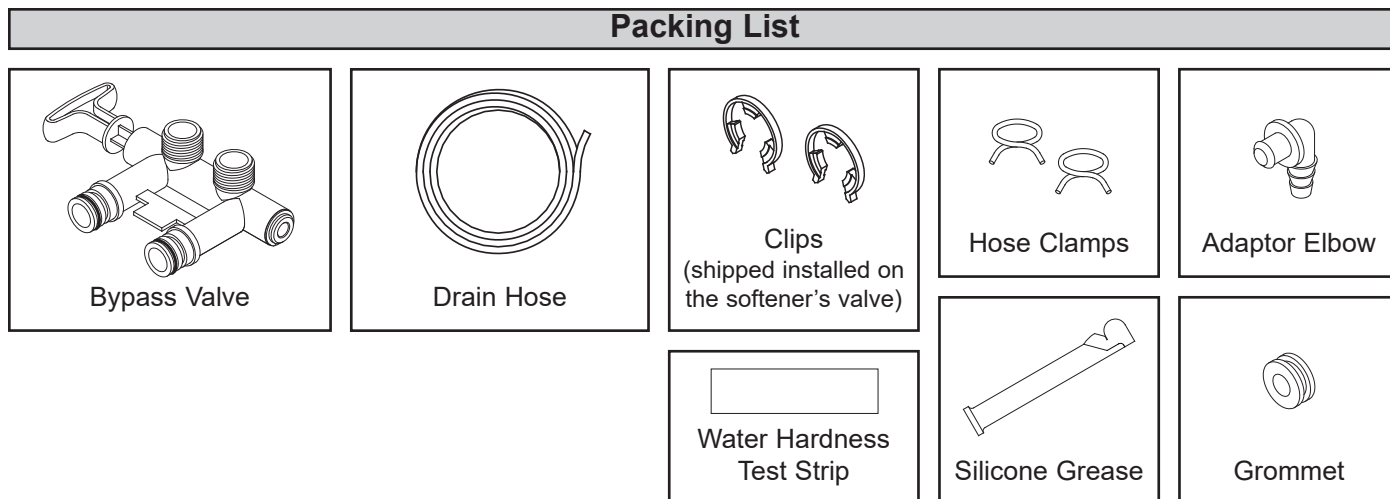 Packing List
Bypass Valve
Drain Hose
Clips
(shipped installed on
the softener’s valve)
Hose Clamps
Adaptor Elbow
Water Hardness
Test Strip
Silicone Grease
Grommet